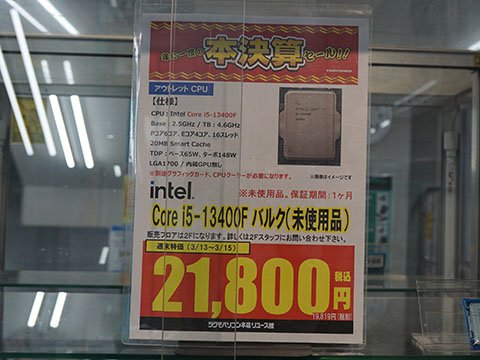 年に一度の本決算セール!!
アウトレット CPU
【仕様】
CPU：Intel Core i5-13400F
Base：2.5GHz / TB：4.6GHz
Pコア6コア、Eコア4コア、16スレッド
20MB Smart Cache
TDP：ベース65W、ターボ148W
LGA1700 / 内蔵GPU無し
※別途グラフィックカード、CPUクーラーが必要になります。
※画像はイメージです
intel.
※未使用品。保証期間：1ヶ月
Core i5-13400F バルク(未使用品)
販売フロアは2Fになります。詳しくは2Fスタッフにお問い合わせ下さい。
週末特価（3/13～3/15）
21,800円
税込
19,819円(税別)
ツクモパソコン本店リユース館